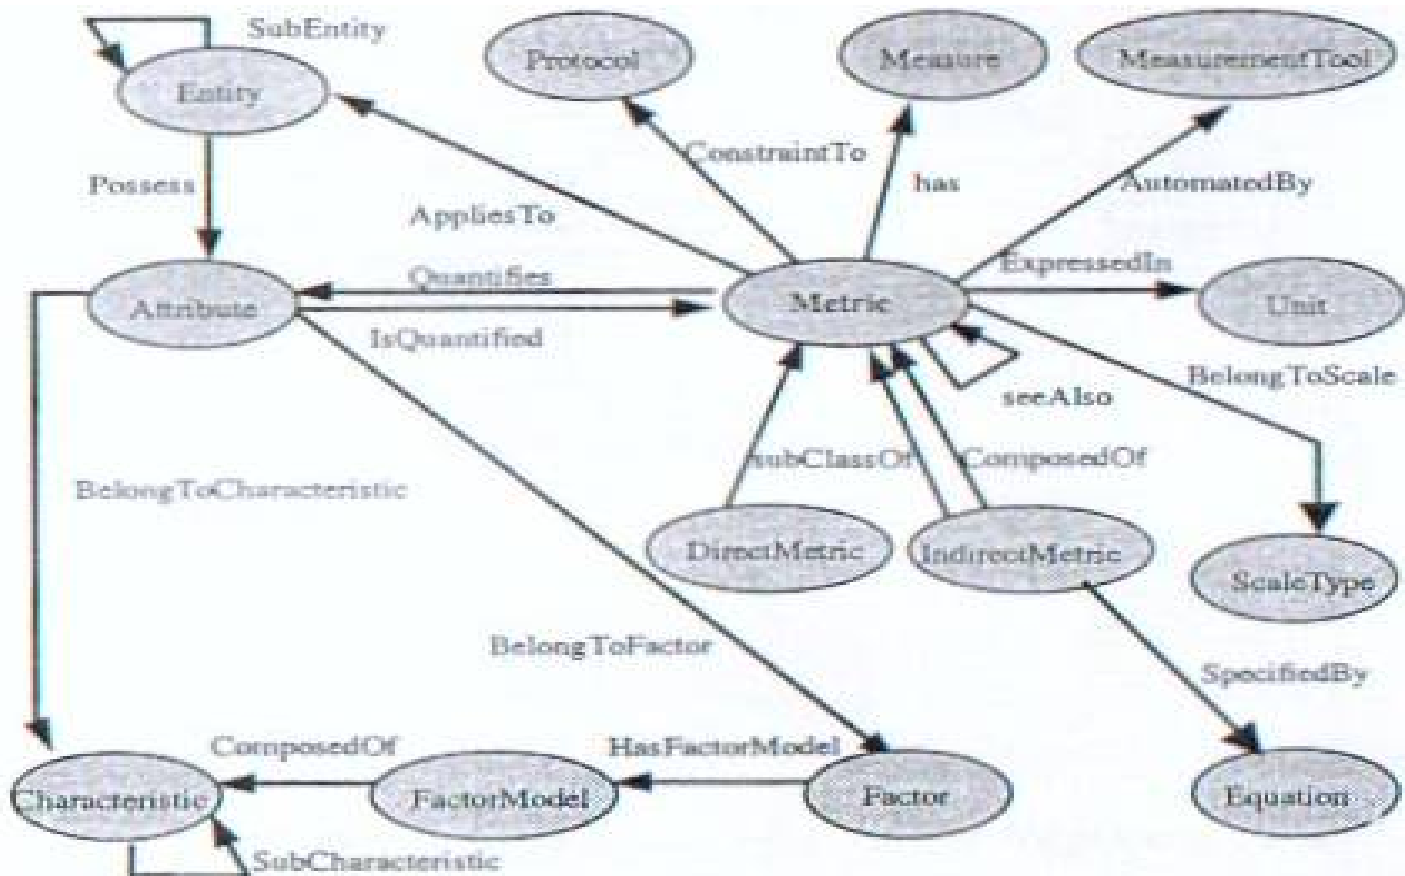 SubEntity
Protocol
Measure
MeasurementTool
Entity
ConstraintTo
Possess
has
AutomatedBy
AppliesTo
Quantifies
ExpressedIn
Attribute
Metric
Unit
IsQuantified
BelongToScale
seeAlso
subClassOf
ComposedOf
BelongToCharacteristic
DirectMetric
IndirectMetric
ScaleType
BelongToFactor
SpecifiedBy
ComposedOf
HasFactorModel
Characteristic
FactorModel
Factor
Equation
SubCharacteristic